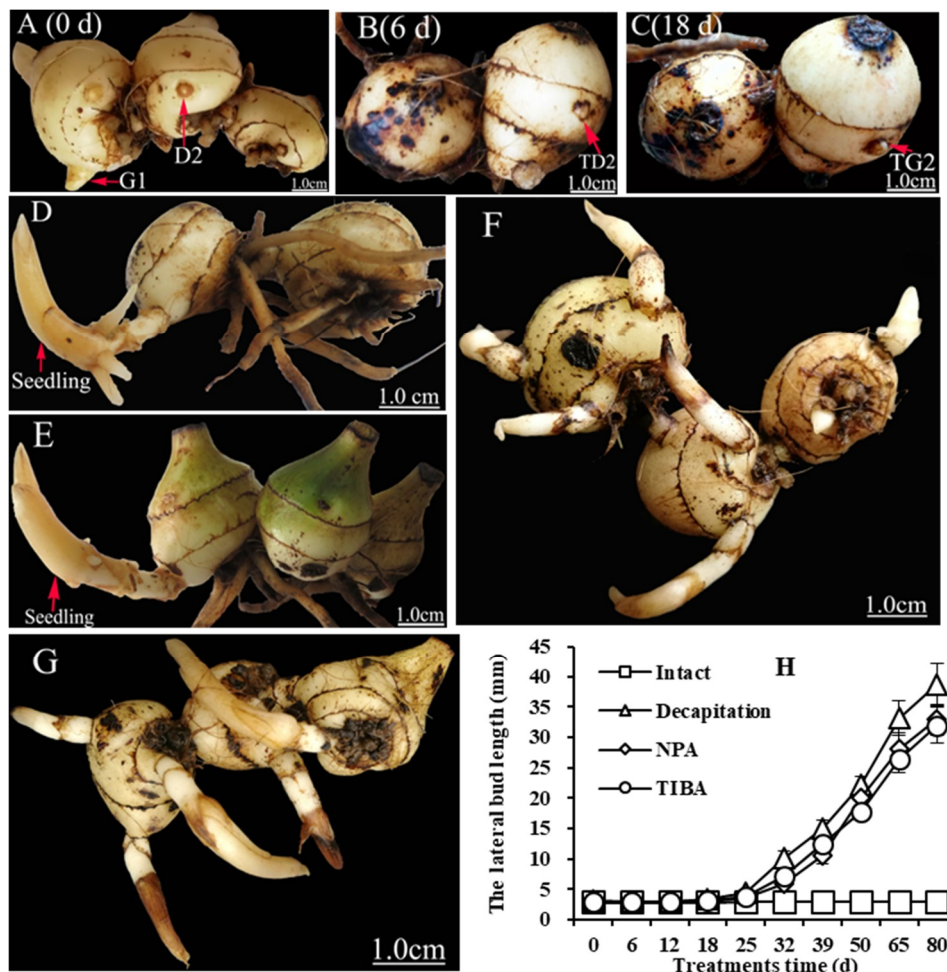 A (0 d)
D2
G1
1.0cm
B(6 d)
TD2
1.0cm
C(18 d)
TG2
1.0cm
D
Seedling
1.0 cm
E
Seedling
1.0cm
F
1.0cm
G
1.0cm
H
The lateral bud length (mm)
45
40
35
30
25
20
15
10
5
0
Intact
Decapitation
NPA
TIBA
0 6 12 18 25 32 39 50 65 80
Treatments time (d)